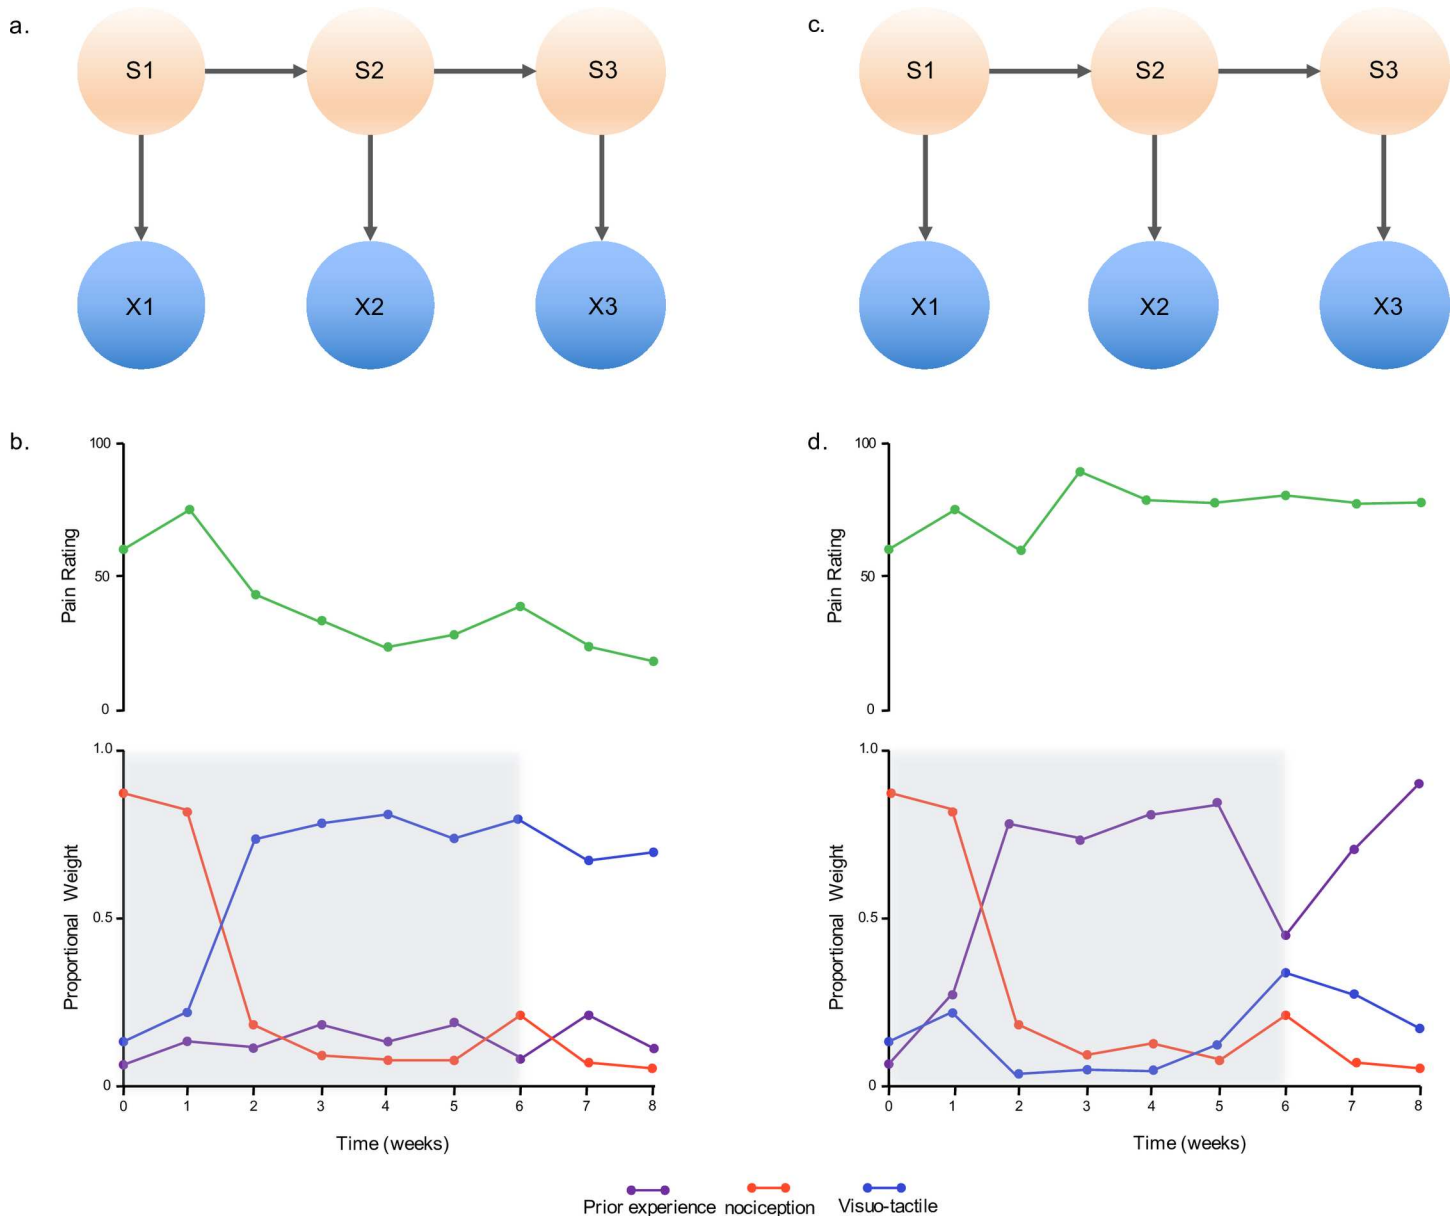 a.
S1
S2
S3
X1
X2
X3
c.
S1
S2
S3
X1
X2
X3
b.
100
50
0
Pain Rating
1.0
0.5
0
Proportional Weight
0 1 2 3 4 5 6 7 8
Time (weeks)
d.
100
50
0
Pain Rating
1.0
0.5
0
Proportional Weight
0 1 2 3 4 5 6 7 8
Time (weeks)
Prior experience nociception Visuo-tactile